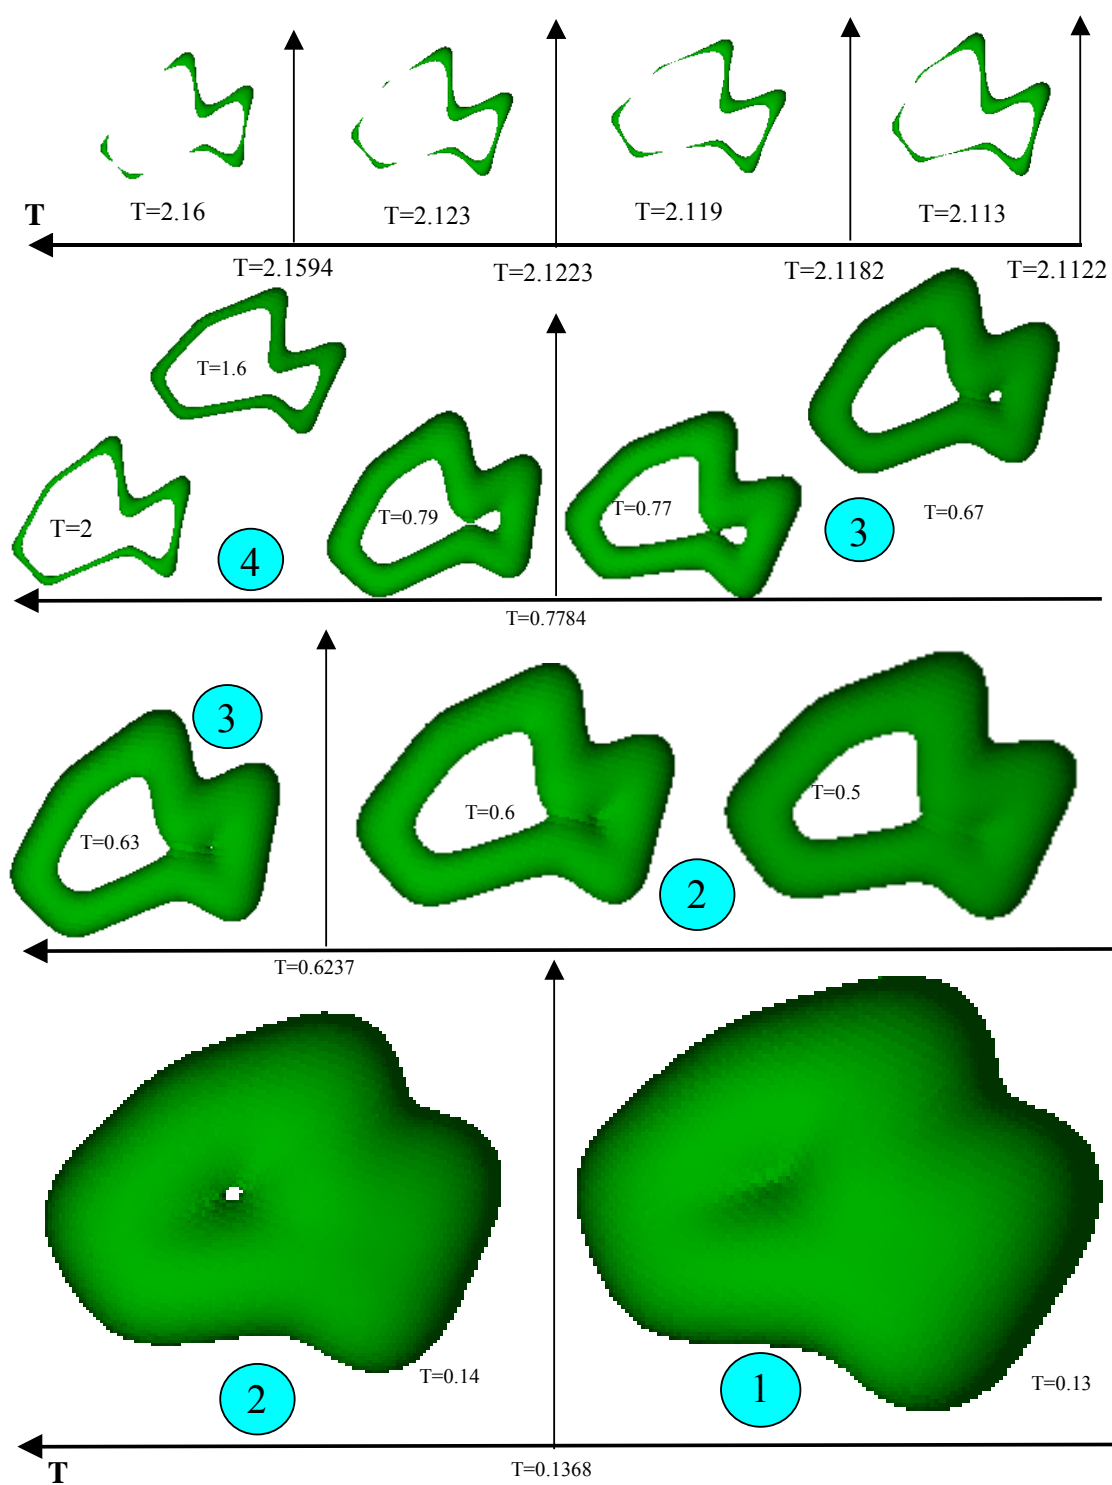 T
T=2.16
T=2.123
T=2.119
T=2.113
T=2.1594
T=2.1223
T=2.1182
T=2.1122
T=1.6
T=2
4
T=0.79
T=0.77
3
T=0.67
T=0.7784
3
T=0.63
T=0.6
2
T=0.5
T=0.6237
2
T=0.14
1
T=0.13
T
T=0.1368